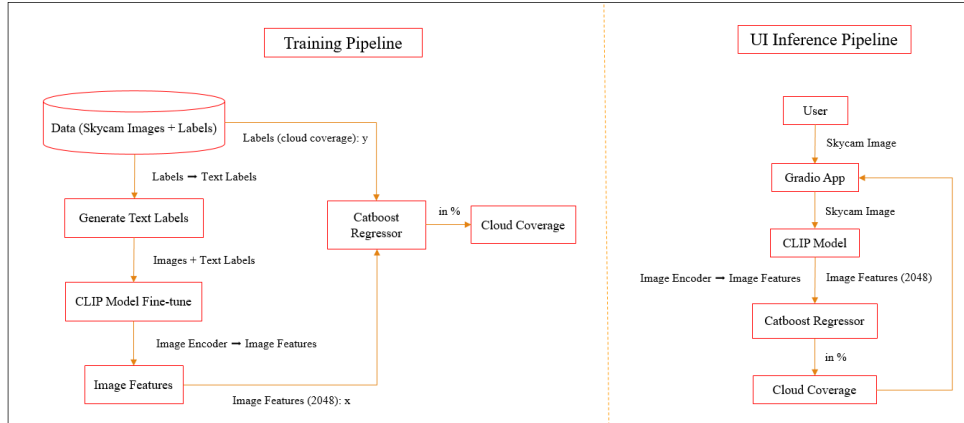 Training Pipeline
Data (Skycam Images + Labels)
Labels (cloud coverage): y
Labels → Text Labels
Generate Text Labels
Images + Text Labels
CLIP Model Fine-tune
Image Encoder → Image Features
Image Features
Image Features (2048): x
Catboost
Regressor
in %
Cloud Coverage
UI Inference Pipeline
User
Skycam Image
Gradio App
Skycam Image
CLIP Model
Image Encoder → Image Features
Image Features (2048)
Catboost Regressor
in %
Cloud Coverage